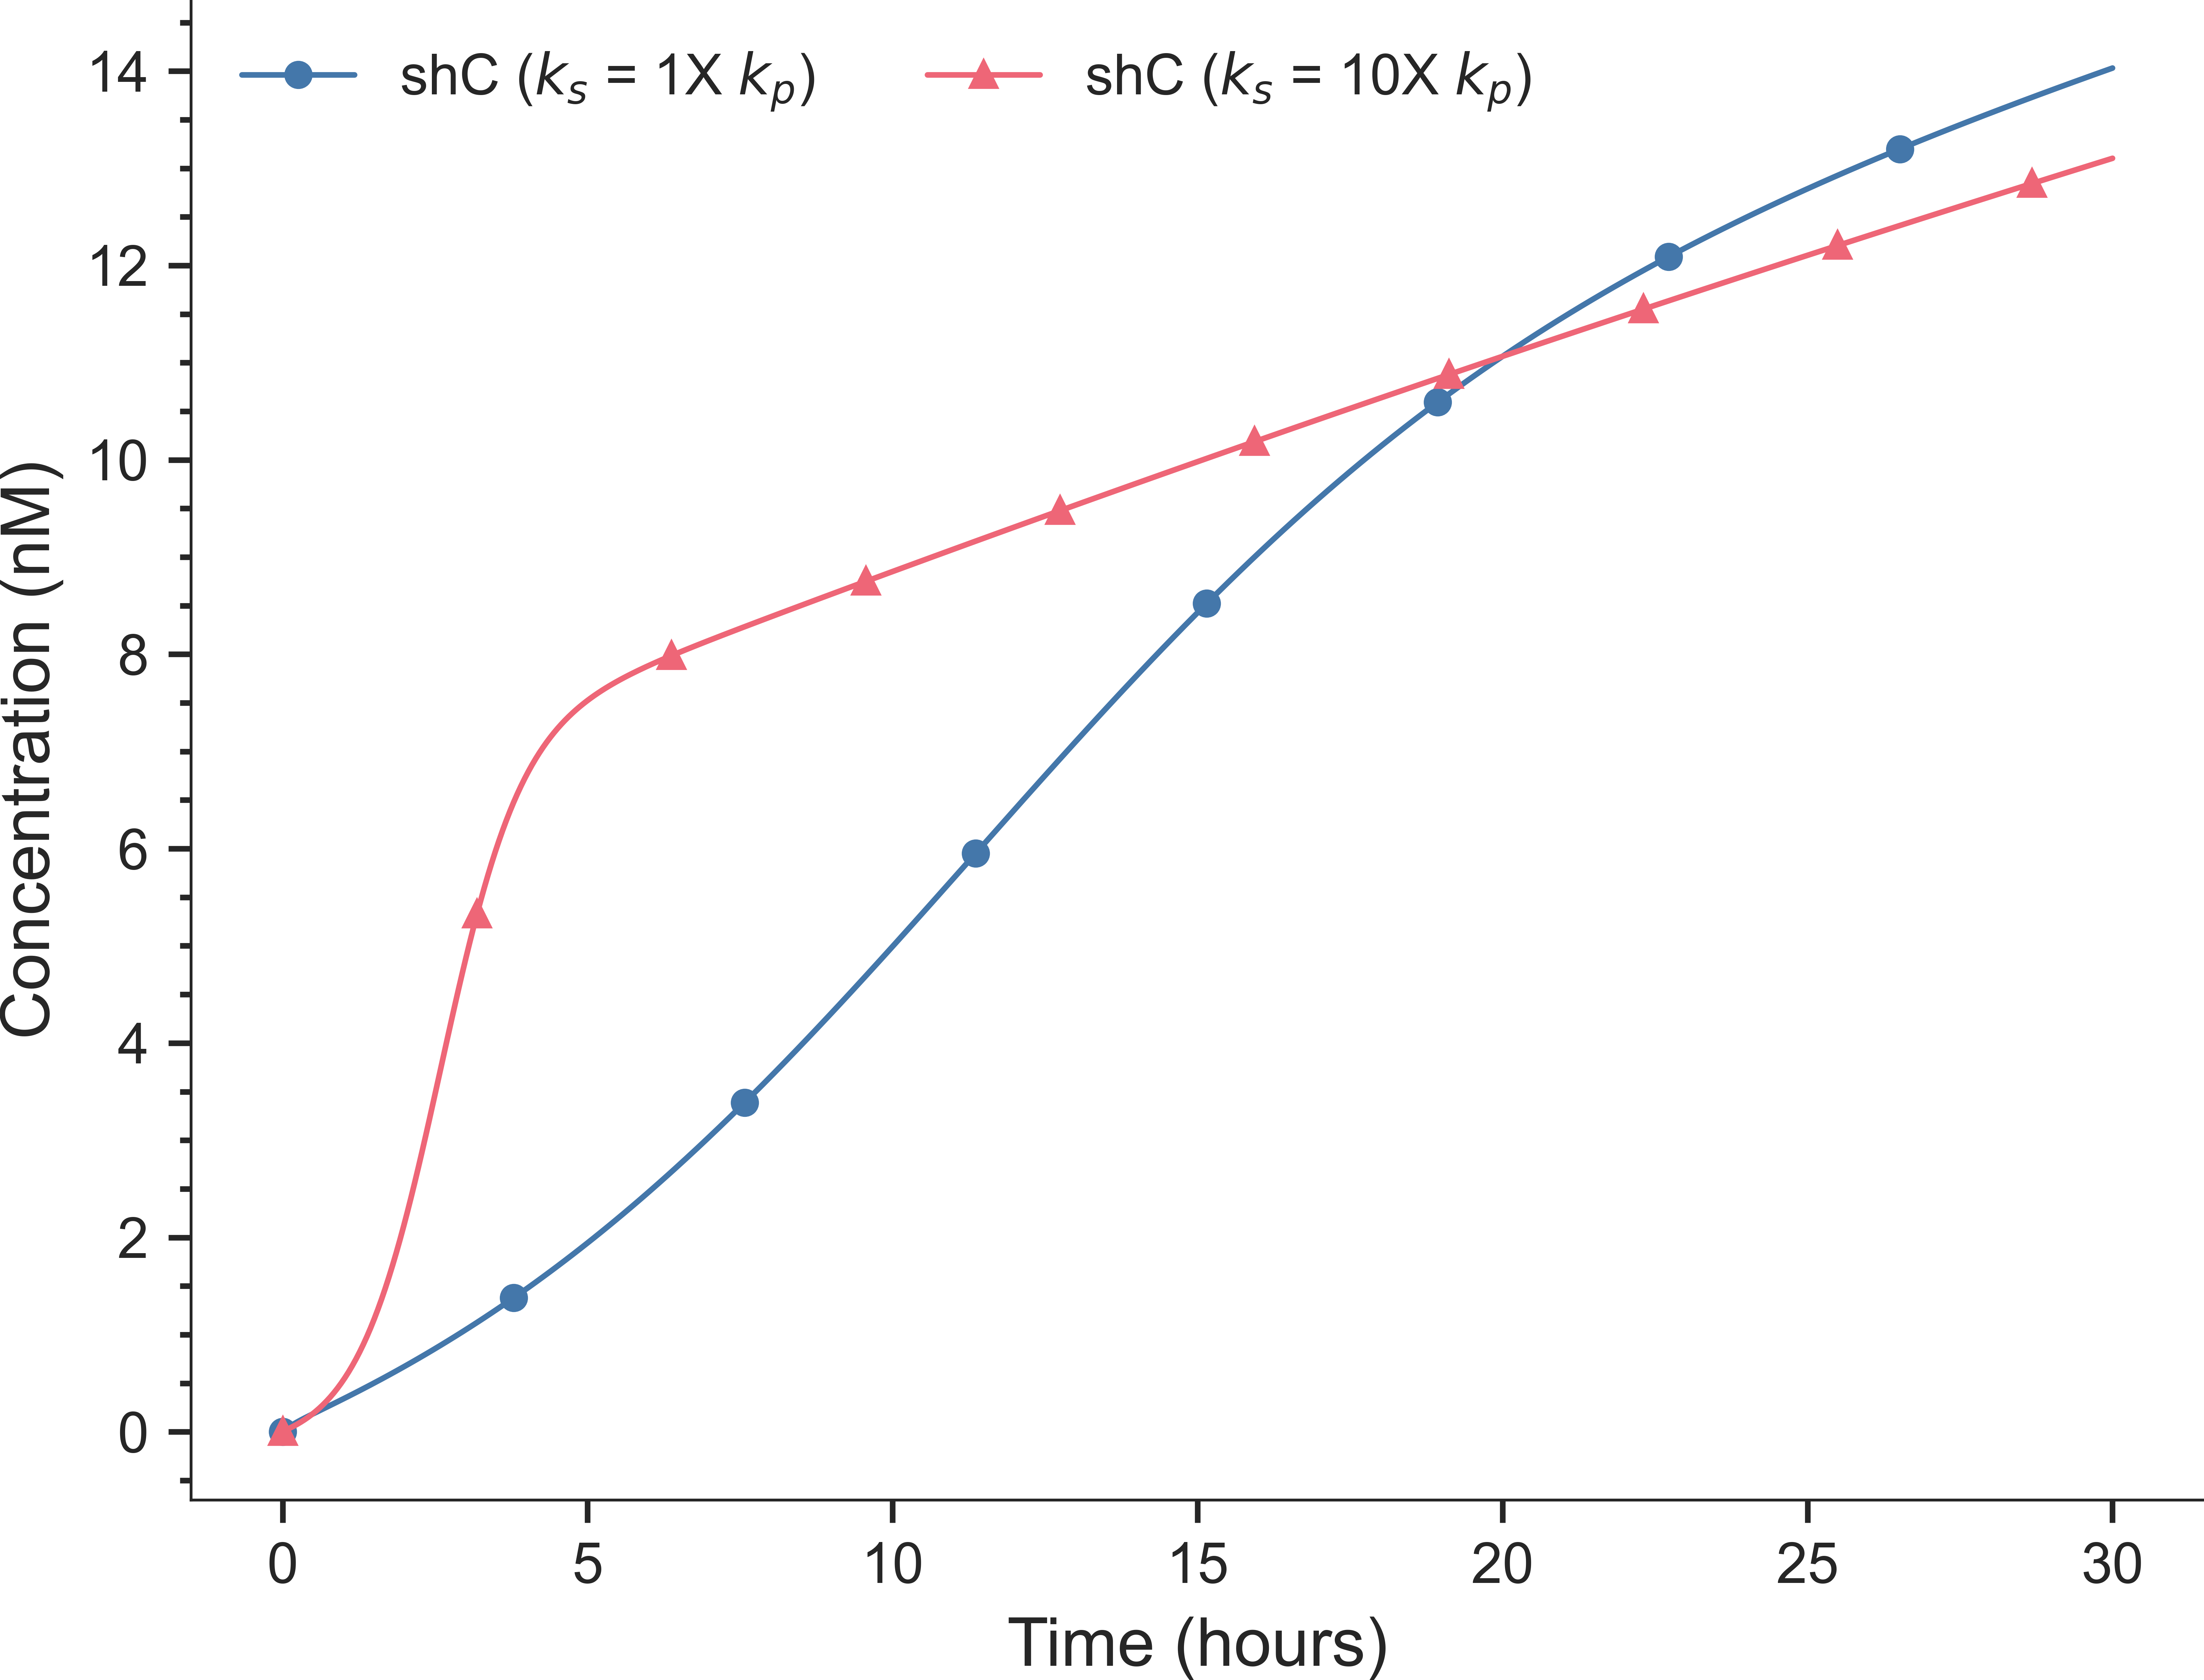 shC (kₛ = 1X kₚ) shC (kₛ = 10X kₚ)
Concentration (nM)
14
12
10
8
6
4
2
0
0 5 10 15 20 25 30
Time (hours)